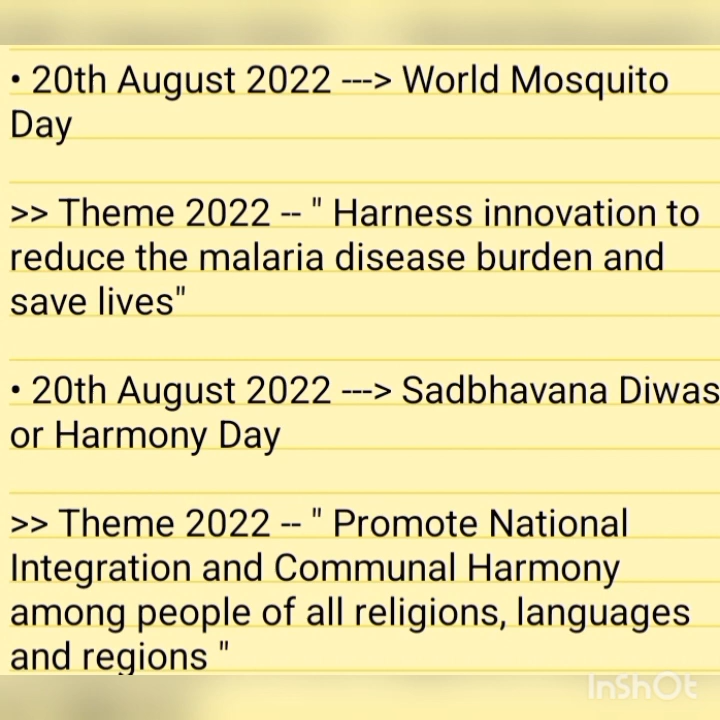 • 20th August 2022 ---> World Mosquito
Day
>> Theme 2022 -- " Harness innovation to
reduce the malaria disease burden and
save lives"
• 20th August 2022 ---> Sadbhavana Diwas
or Harmony Day
>> Theme 2022 -- " Promote National
Integration and Communal Harmony
among people of all religions, languages
and regions "
InShOt